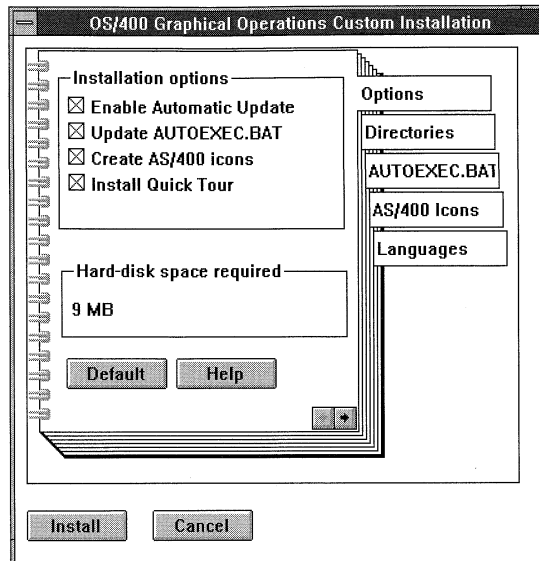 OS/400 Graphical Operations Custom Installation
Installation options
Enable Automatic Update
Update AUTOEXEC.BAT
Create AS/400 icons
Install Quick Tour
Hard-disk space required
9 MB
Default
Help
Options
Directories
AUTOEXEC.BAT
AS/400 Icons
Languages
Install
Cancel